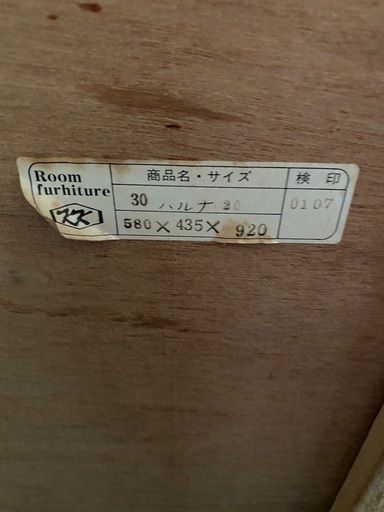 Room
furhiture
KK
商品名・サイズ
検印
30 ハルナ 30
0107
580×435×920